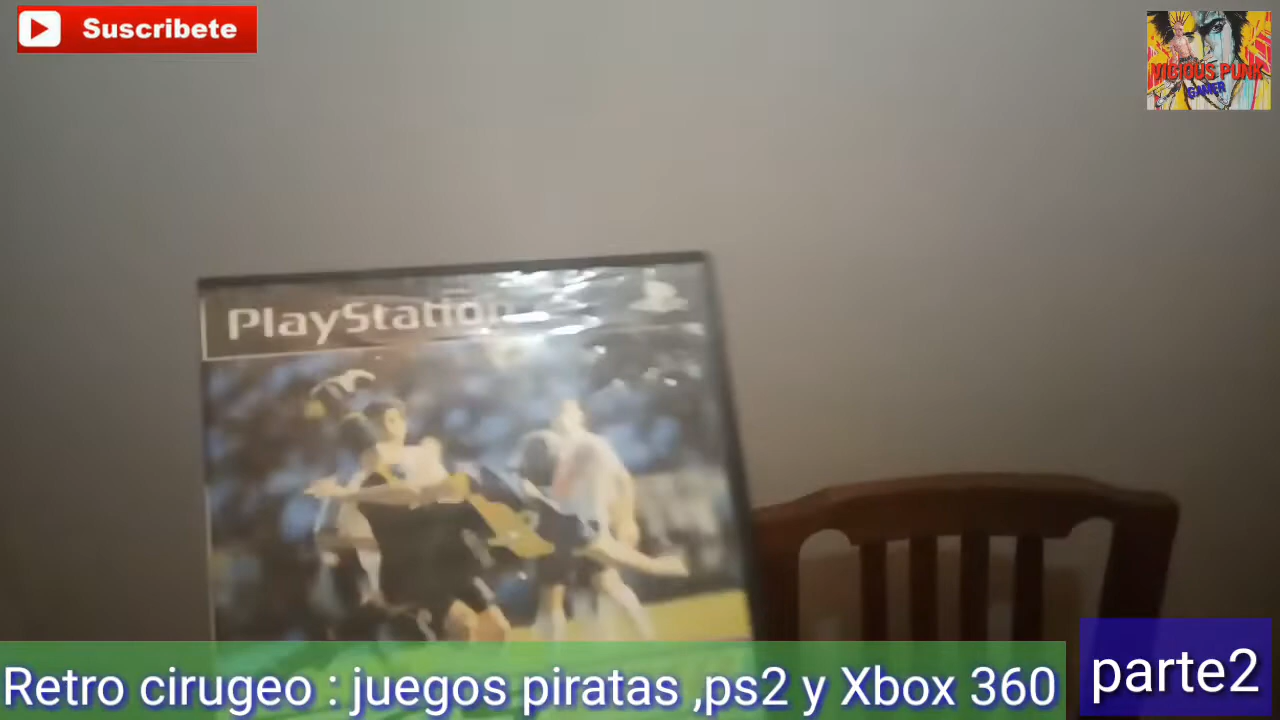 Suscribete
VICIOUS PUNK
GAMER
PlayStation
Retro cirugeo : juegos piratas ,ps2 y Xbox 360
parte2